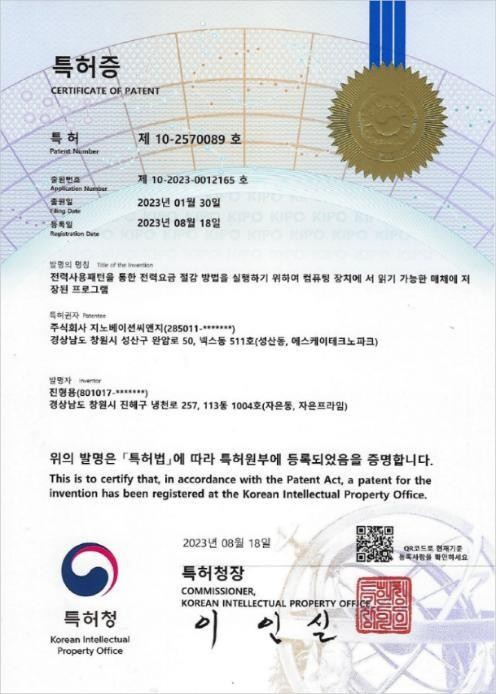 특허증
CERTIFICATE OF PATENT
특 허 제 10-2570089 호
Patent Number
출원번호 제 10-2023-0012165 호
Application Number
출원일 2023년 01월 30일
Filing Date
등록일 2023년 08월 18일
Registration Date
발명의 명칭 Title of the Invention
전력사용패턴을 통한 전력요금 절감 방법을 실행하기 위하여 컴퓨팅 장치에 서 읽기 가능한 매체에 저
장된 프로그램
특허권자 Patentee
주식회사 지노베이션씨앤지(285011-*******)
경상남도 창원시 성산구 완암로 50, 넥스동 511호(성산동, 에스케이테크노파크)
발명자 Inventor
진형용(801017-*******)
경상남도 창원시 진해구 냉천로 257, 113동 1004호(자은동, 자은프라임)
위의 발명은 「특허법」에 따라 특허원부에 등록되었음을 증명합니다.
This is to certify that, in accordance with the Patent Act, a patent for the
invention has been registered at the Korean Intellectual Property Office.
2023년 08월 18일
QR코드로 현재기준
등록사항을 확인하세요
특허청장
COMMISSIONER,
KOREAN INTELLECTUAL PROPERTY OFFICE
이 인 실
특허청
Korean Intellectual
Property Office